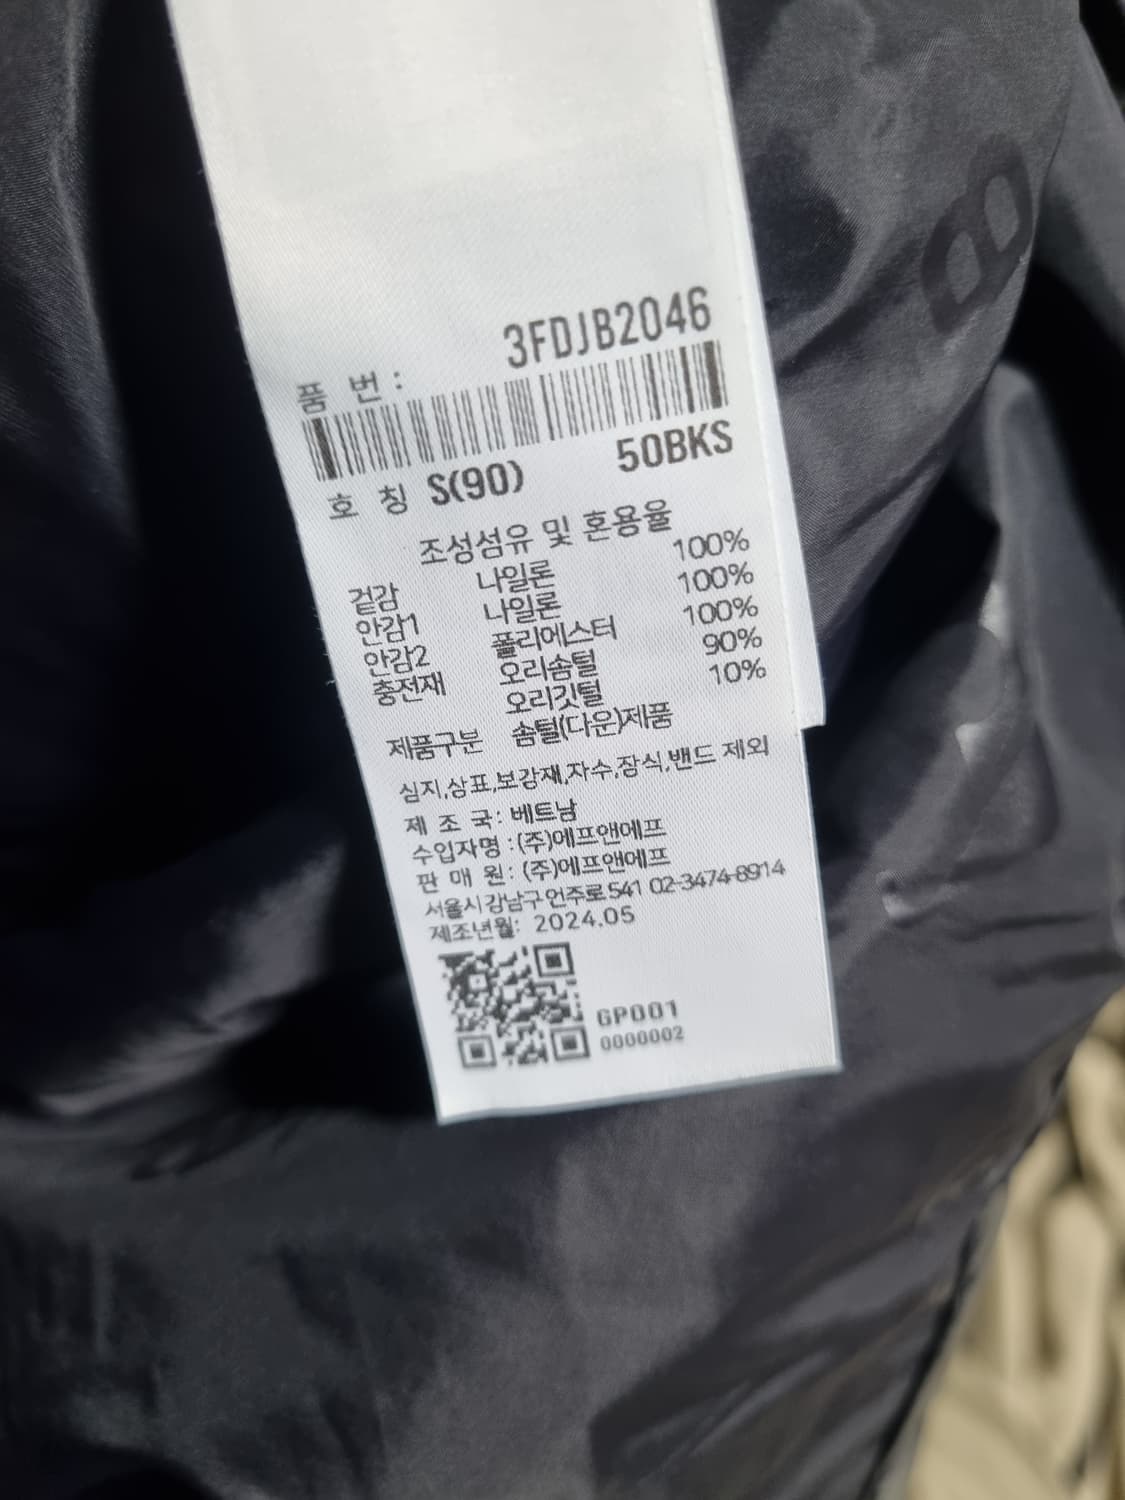 품 번 : 3FDJB2046
호 칭 S(90) 50BKS
조성섬유 및 혼용율
겉감 나일론 100%
안감1 나일론 100%
안감2 폴리에스터 100%
충전재 오리솜털 90%
오리깃털 10%
제품구분 솜털(다운)제품
심지,상표,보강재,자수,장식,밴드 제외
제 조 국 : 베트남
수입자명 : (주)에프앤에프
판 매 원 : (주)에프앤에프
서울시 강남구 언주로 541 02-3474-8914
제조년월: 2024.05
GP001
0000002
B